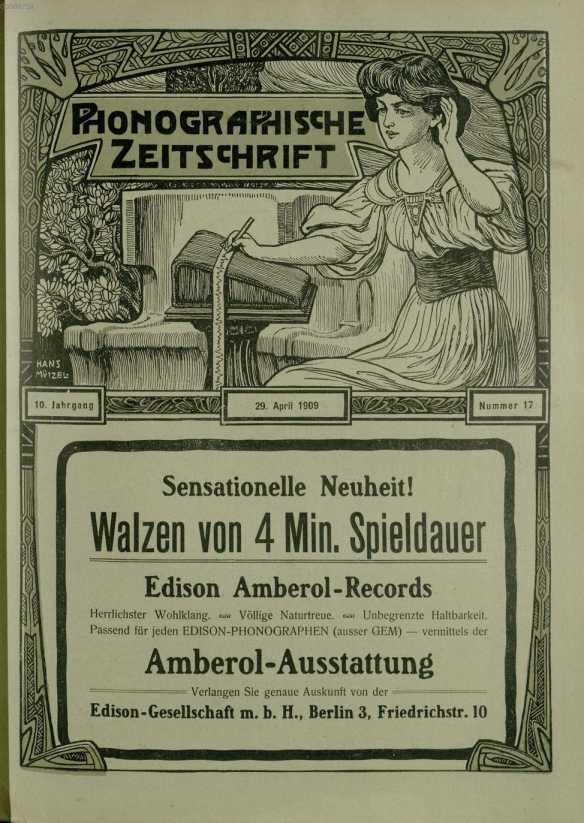 PHONOGRAPHISCHE
ZEITSCHRIFT
HANS
MÜTZEL
10. Jahrgang
29. April 1909
Nummer 17
Sensationelle Neuheit!
Walzen von 4 Min. Spieldauer
Edison Amberol-Records
Herrlichster Wohlklang. Völlige Naturtreue. Unbegrenzte Haltbarkeit.
Passend für jeden EDISON-PHONOGRAPHEN (ausser GEM) — vermittels der
Amberol-Ausstattung
Verlangen Sie genaue Auskunft von der
Edison-Gesellschaft m. b. H., Berlin 3, Friedrichstr. 10